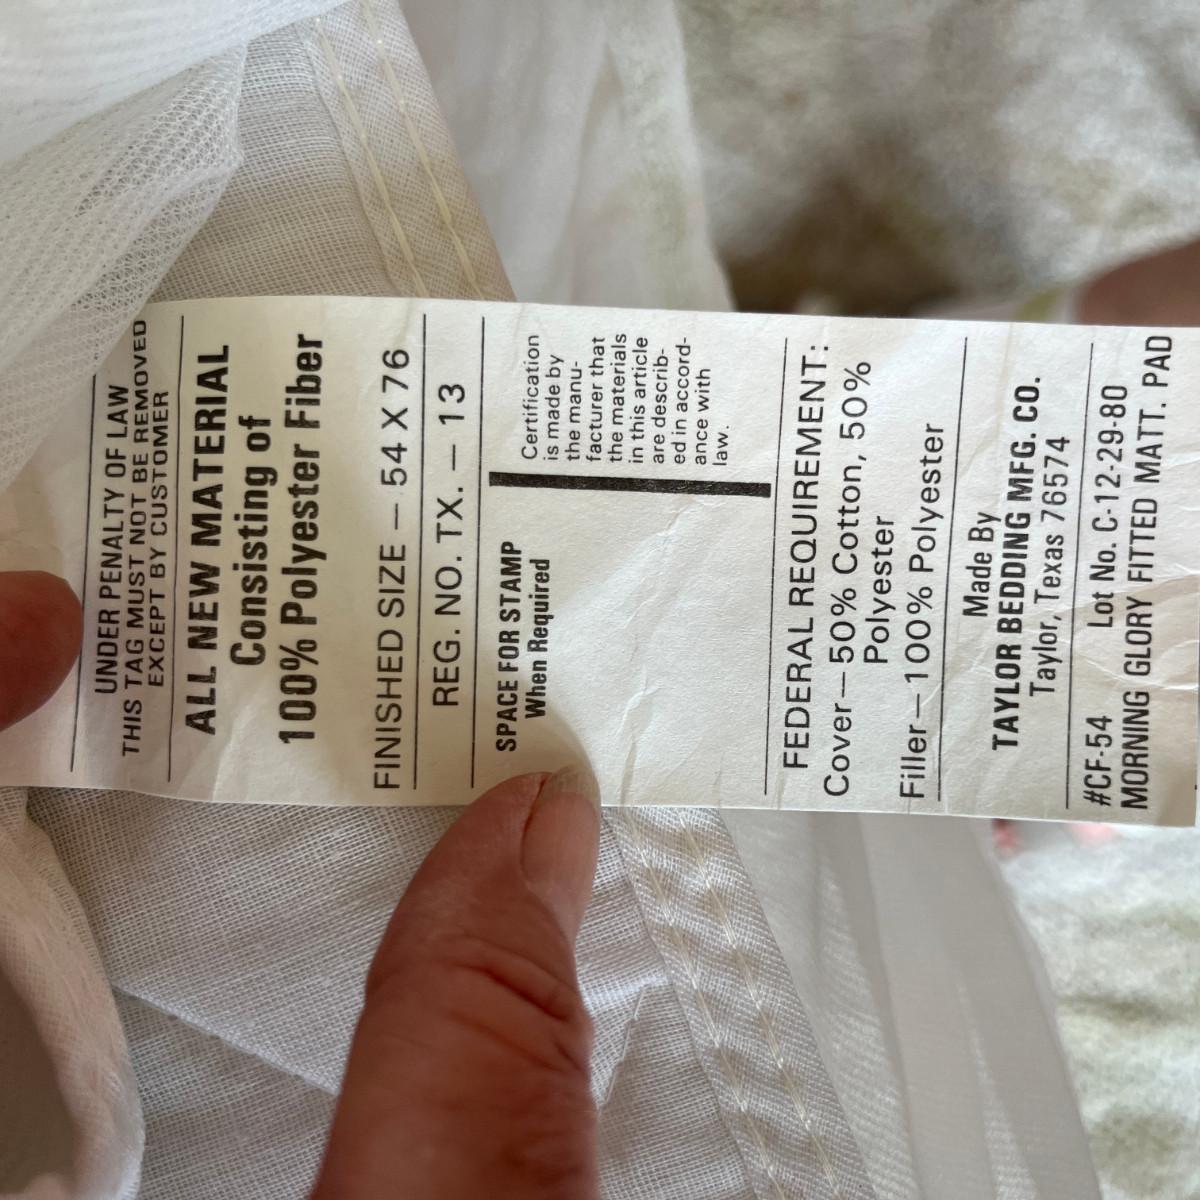 UNDER PENALTY OF LAW
THIS TAG MUST NOT BE REMOVED
EXCEPT BY CUSTOMER
ALL NEW MATERIAL
Consisting of
100% Polyester Fiber
FINISHED SIZE — 54 X 76
REG. NO. TX. — 13
SPACE FOR STAMP
When Required
Certification
is made by
the manu-
facturer that
the materials
in this article
are describ-
ed in accord-
ance with
law.
FEDERAL REQUIREMENT:
Cover—50% Cotton, 50%
Polyester
Filler—100% Polyester
Made By
TAYLOR BEDDING MFG. CO.
Taylor, Texas 76574
#CF-54 Lot No. C-12-29-80
MORNING GLORY FITTED MATT. PAD